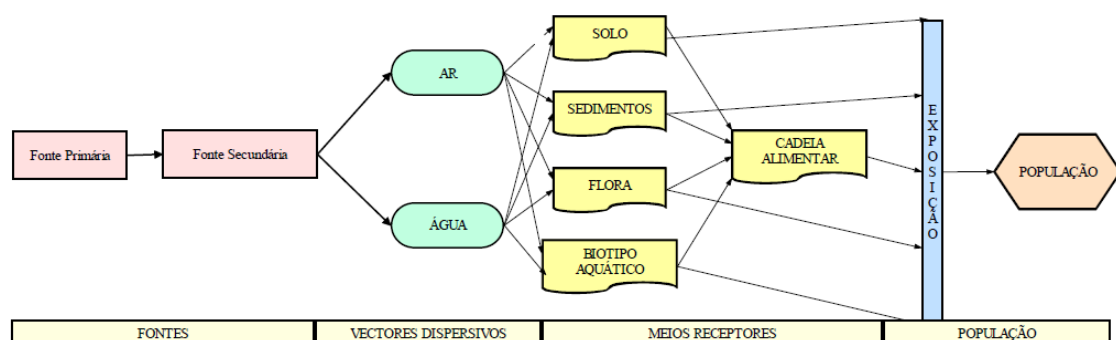 SOLO
AR
SEDIMENTOS
Fonte Primária
Fonte Secundária
CADEIA
ALIMENTAR
EXPOSIÇÃO
POPULAÇÃO
FLORA
ÁGUA
BIOTIPO
AQUÁTICO
FONTES
VECTORES DISPERSIVOS
MEIOS RECEPTORES
POPULAÇÃO